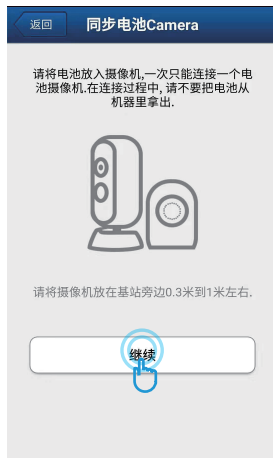 返回
同步电池Camera
请将电池放入摄像机,一次只能连接一个电
池摄像机.在连接过程中, 请不要把电池从
机器里拿出.
请将摄像机放在基站旁边0.3米到1米左右.
继续